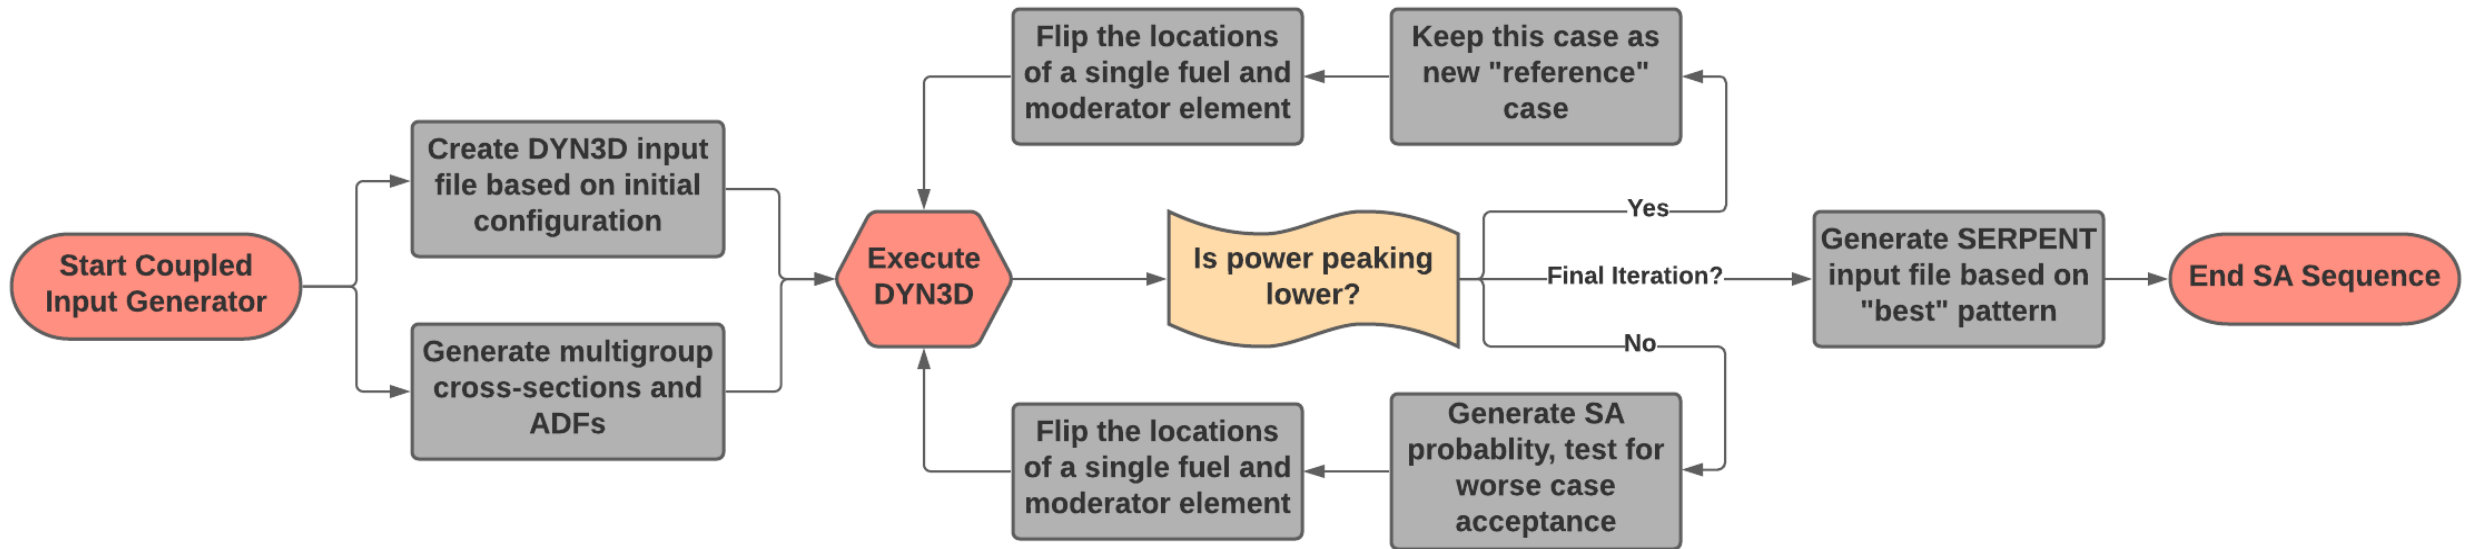 Start Coupled
Input Generator
Create DYN3D input
file based on initial
configuration
Generate multigroup
cross-sections and
ADFs
Execute
DYN3D
Flip the locations
of a single fuel and
moderator element
Keep this case as
new "reference"
case
Is power peaking
lower?
Yes
Final Iteration?
No
Flip the locations
of a single fuel and
moderator element
Generate SA
probablity, test for
worse case
acceptance
Generate SERPENT
input file based on
"best" pattern
End SA Sequence